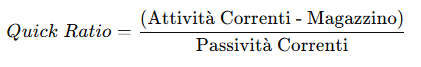 Quick Ratio = (Attività Correnti - Magazzino)
Passività Correnti